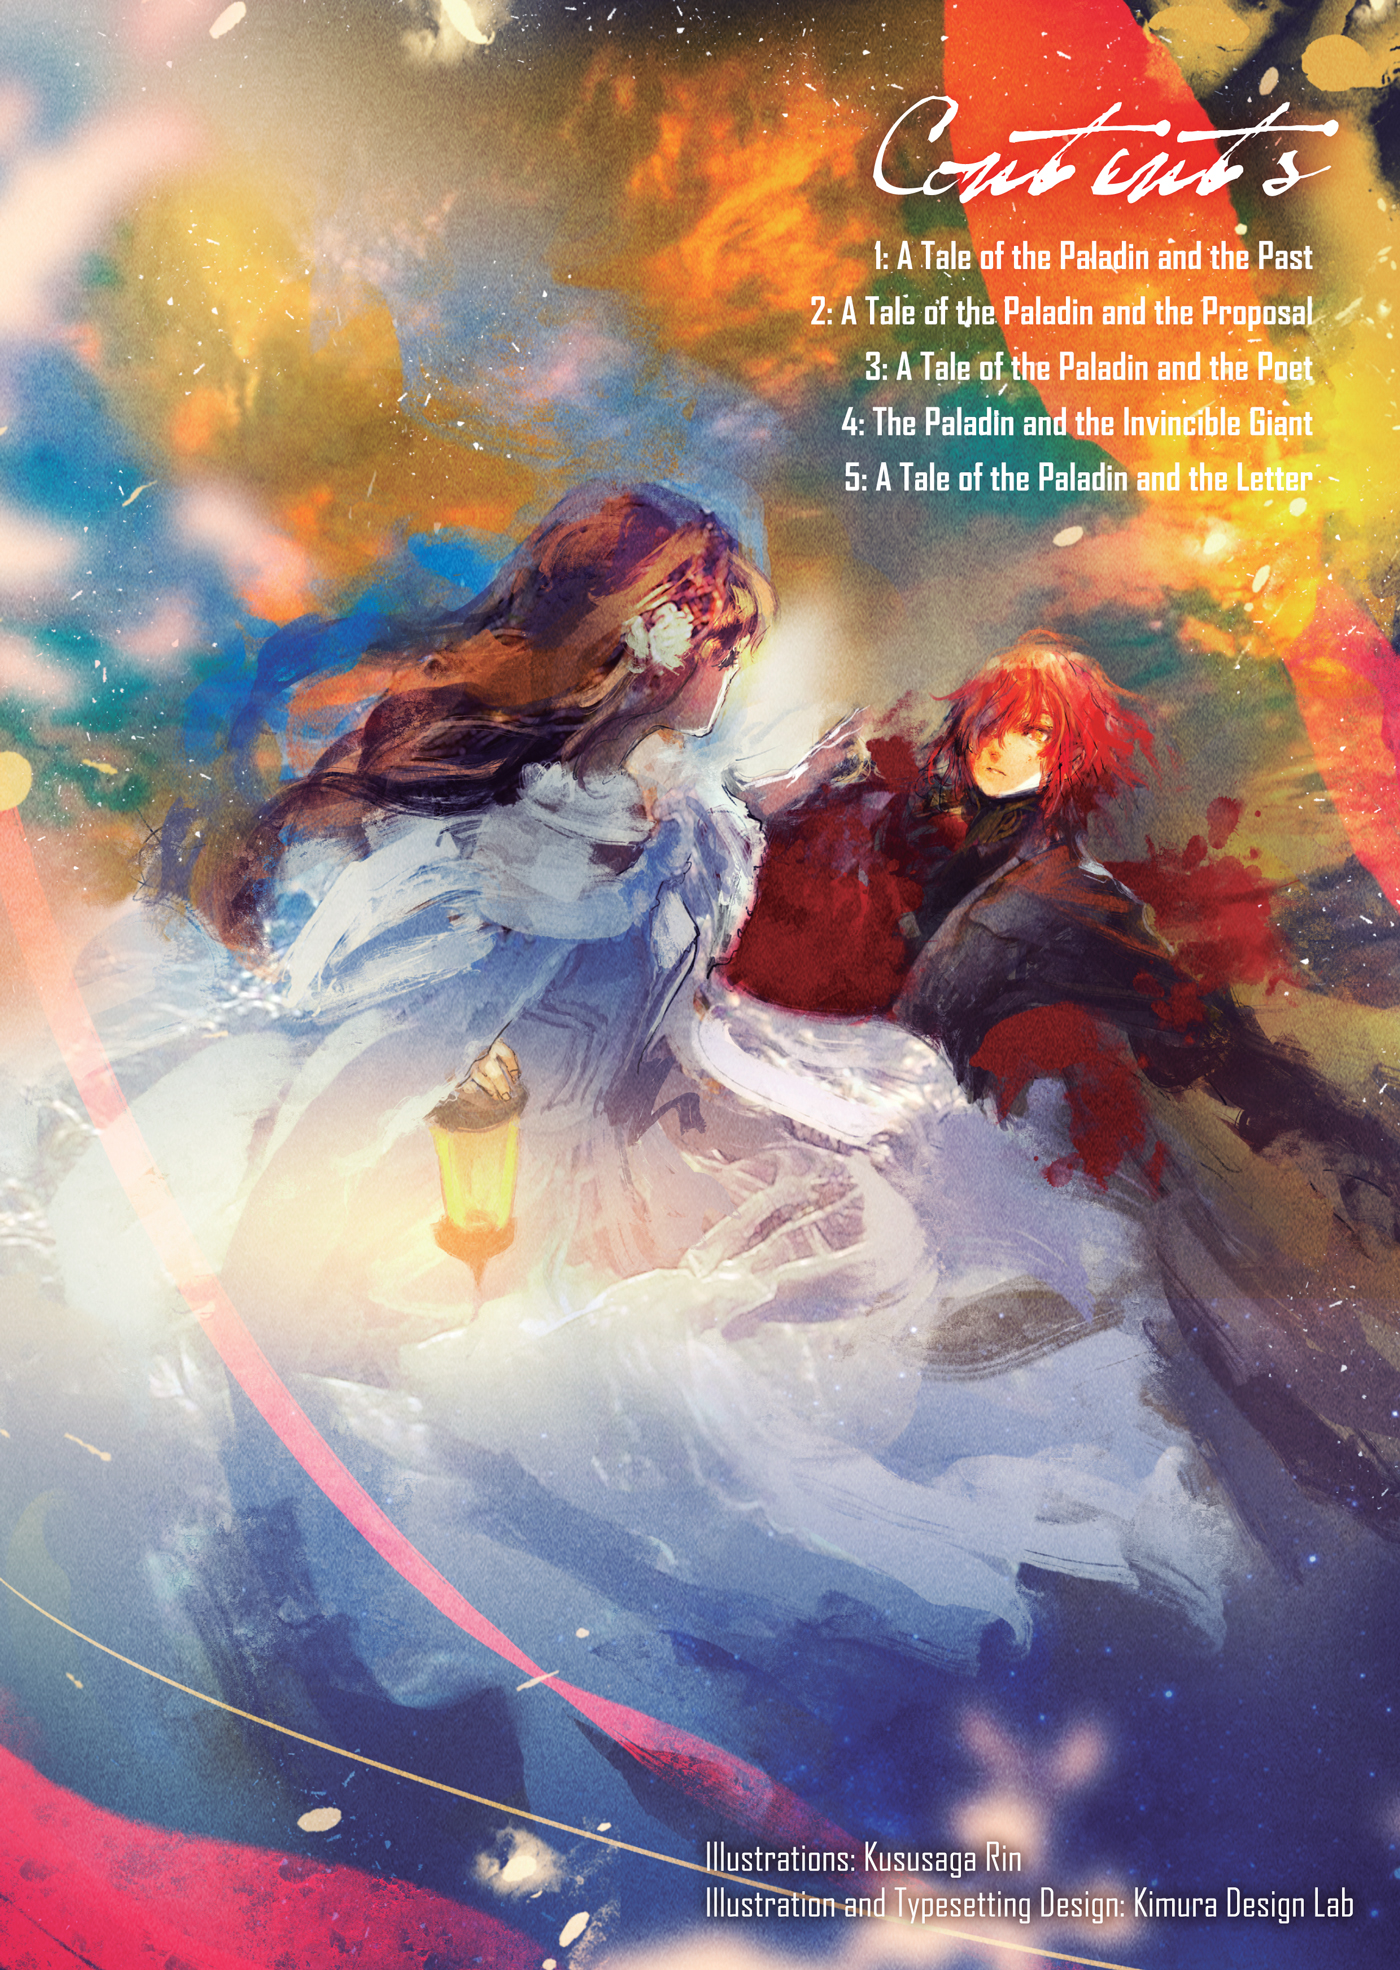 Contents
1: A Tale of the Paladin and the Past
2: A Tale of the Paladin and the Proposal
3: A Tale of the Paladin and the Poet
4: The Paladin and the Invincible Giant
5: A Tale of the Paladin and the Letter
Illustrations: Kususaga Rin
Illustration and Typesetting Design: Kimura Design Lab